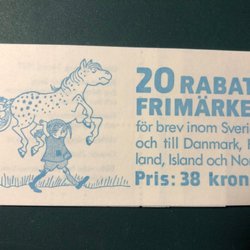 20 RABAT
FRIMÄRKE
för brev inom Sveri
och till Danmark,
land, Island och No
Pris: 38 kron